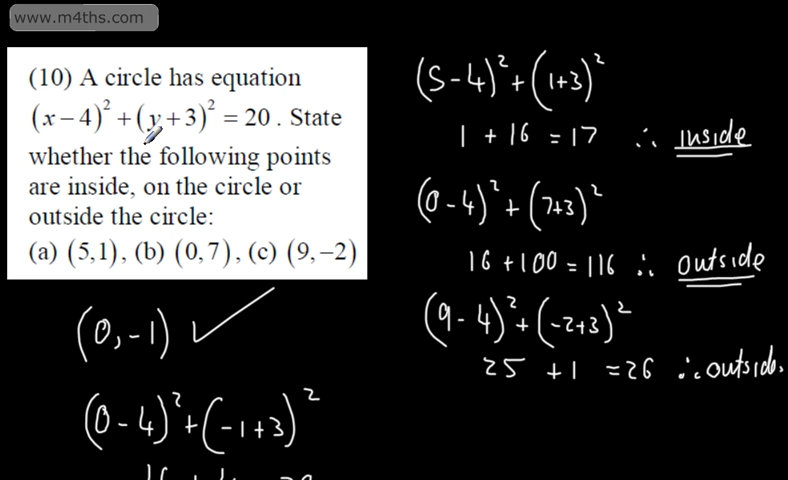 www.m4ths.com
(10) A circle has equation
(x−4)² + (y+3)² = 20 . State
whether the following points
are inside, on the circle or
outside the circle:
(a) (5,1), (b) (0,7), (c) (9,−2)
(0, -1) ✓
(0 - 4)² + (-1+3)²
(5-4)² + (1+3)²
1 + 16 = 17 ∴ inside
(0-4)² + (7+3)²
16 + 100 = 116 ∴ outside
(9-4)² + (-2+3)²
25 + 1 = 26 ∴ outside.